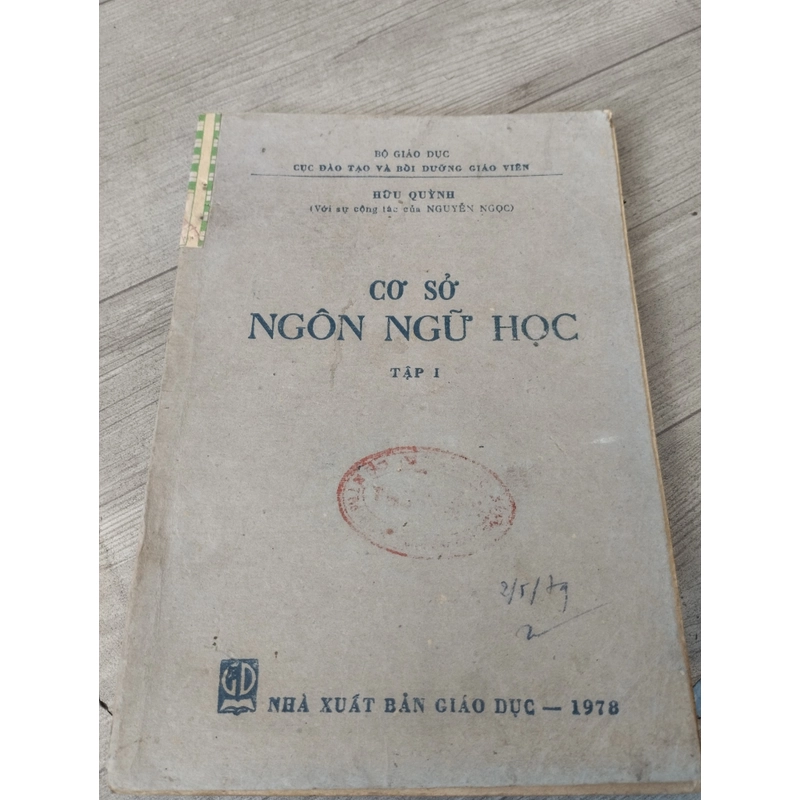 BỘ GIÁO DỤC
CỤC ĐÀO TẠO VÀ BỒI DƯỠNG GIÁO VIÊN
HỮU QUỲNH
(Với sự cộng tác của NGUYỄN NGỌC)
CƠ SỞ
NGÔN NGỮ HỌC
TẬP I
2/5/79
GD
NHÀ XUẤT BẢN GIÁO DỤC — 1978